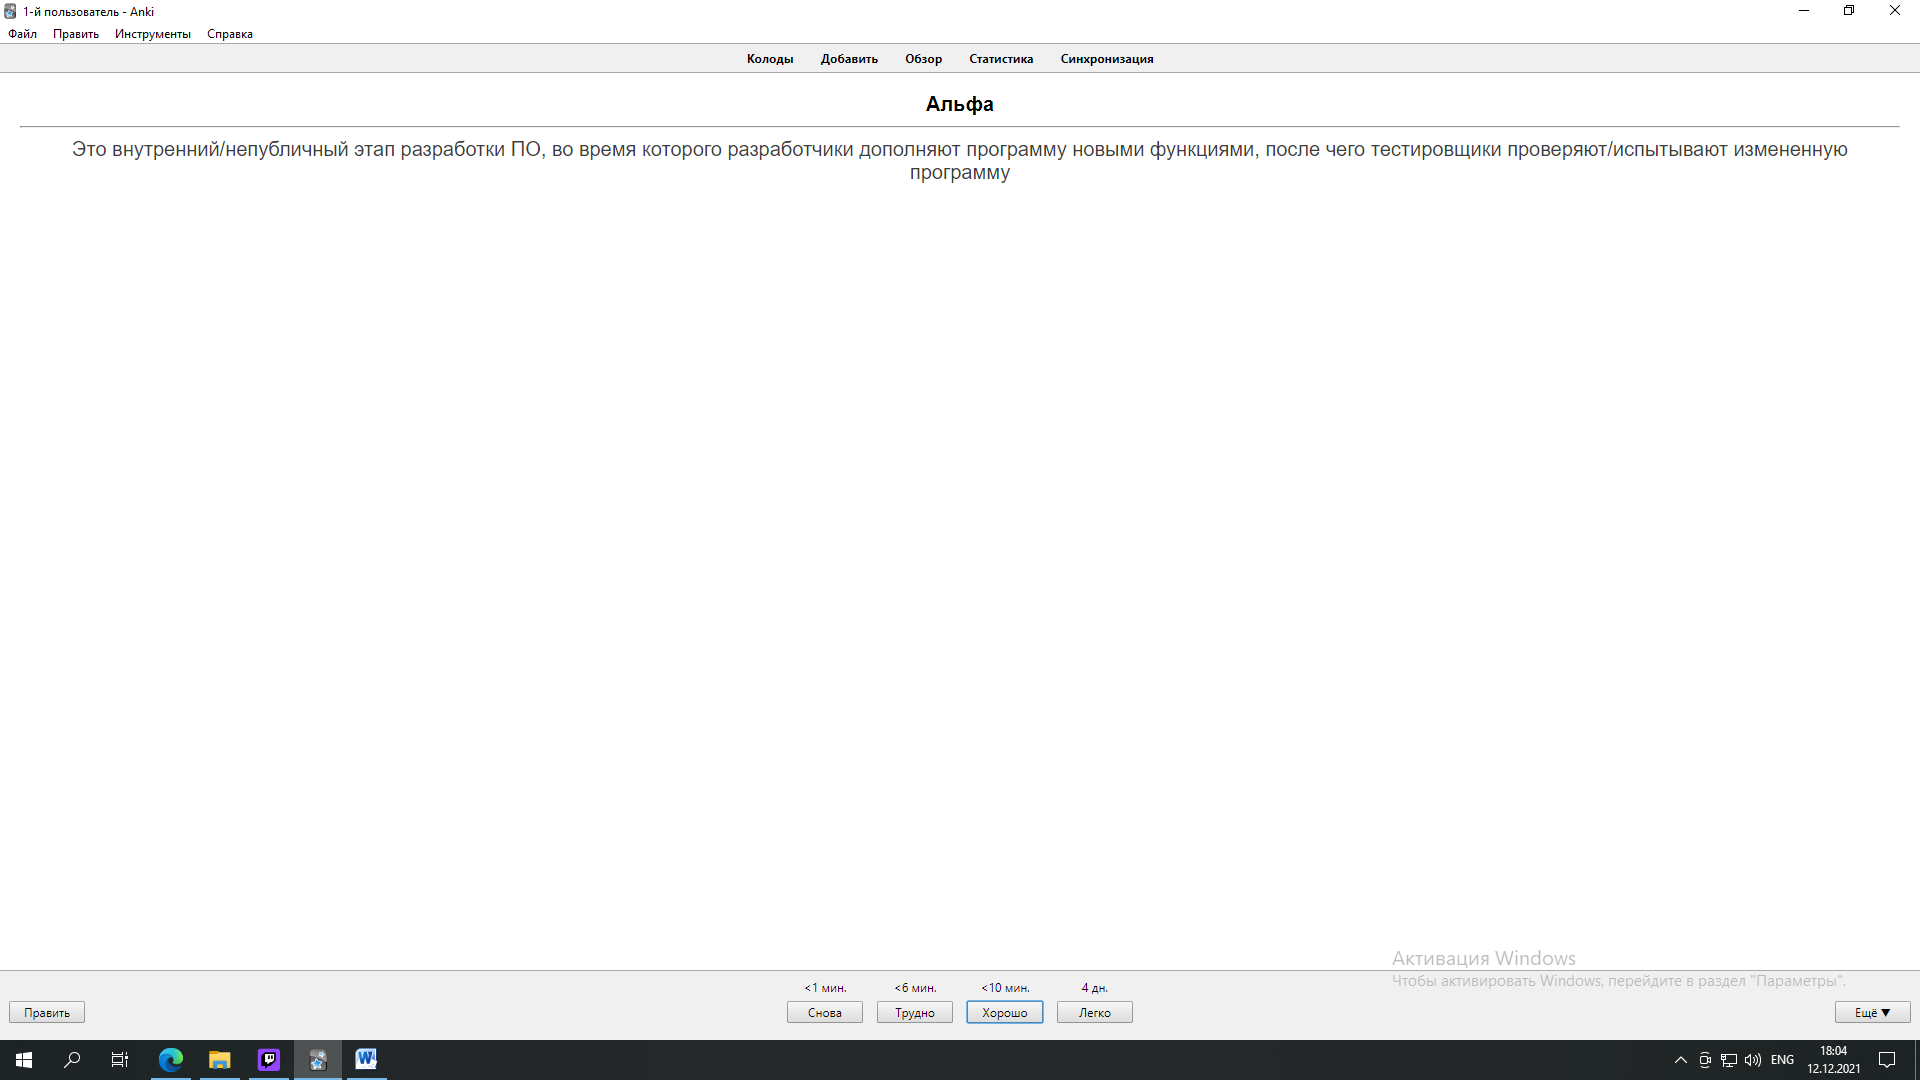 1-й пользователь - Anki
Файл Править Инструменты Справка
Колоды Добавить Обзор Статистика Синхронизация
Альфа
Это внутренний/непубличный этап разработки ПО, во время которого разработчики дополняют программу новыми функциями, после чего тестировщики проверяют/испытывают измененную
программу
Активация Windows
Чтобы активировать Windows, перейдите в раздел "Параметры".
<1 мин. <6 мин. <10 мин. 4 дн.
Править Снова Трудно Хорошо Легко Ещё ▼
ENG 18:04
12.12.2021